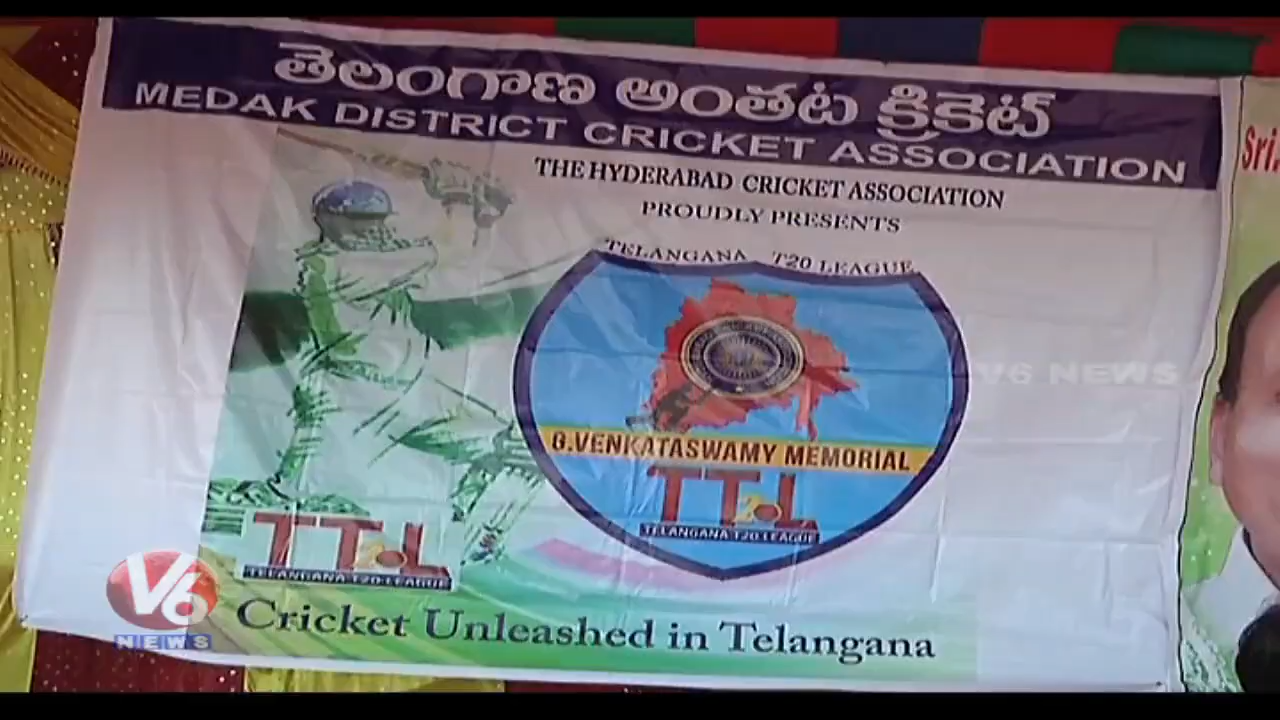 తెలంగాణ అంతట క్రికెట్
MEDAK DISTRICT CRICKET ASSOCIATION
THE HYDERABAD CRICKET ASSOCIATION
PROUDLY PRESENTS
TELANGANA T20 LEAGUE
G.VENKATASWAMY MEMORIAL
TT20L
TELANGANA T20 LEAGUE
TT20L
TELANGANA T20 LEAGUE
Cricket Unleashed in Telangana
Sri.
V6 NEWS
V6
NEWS